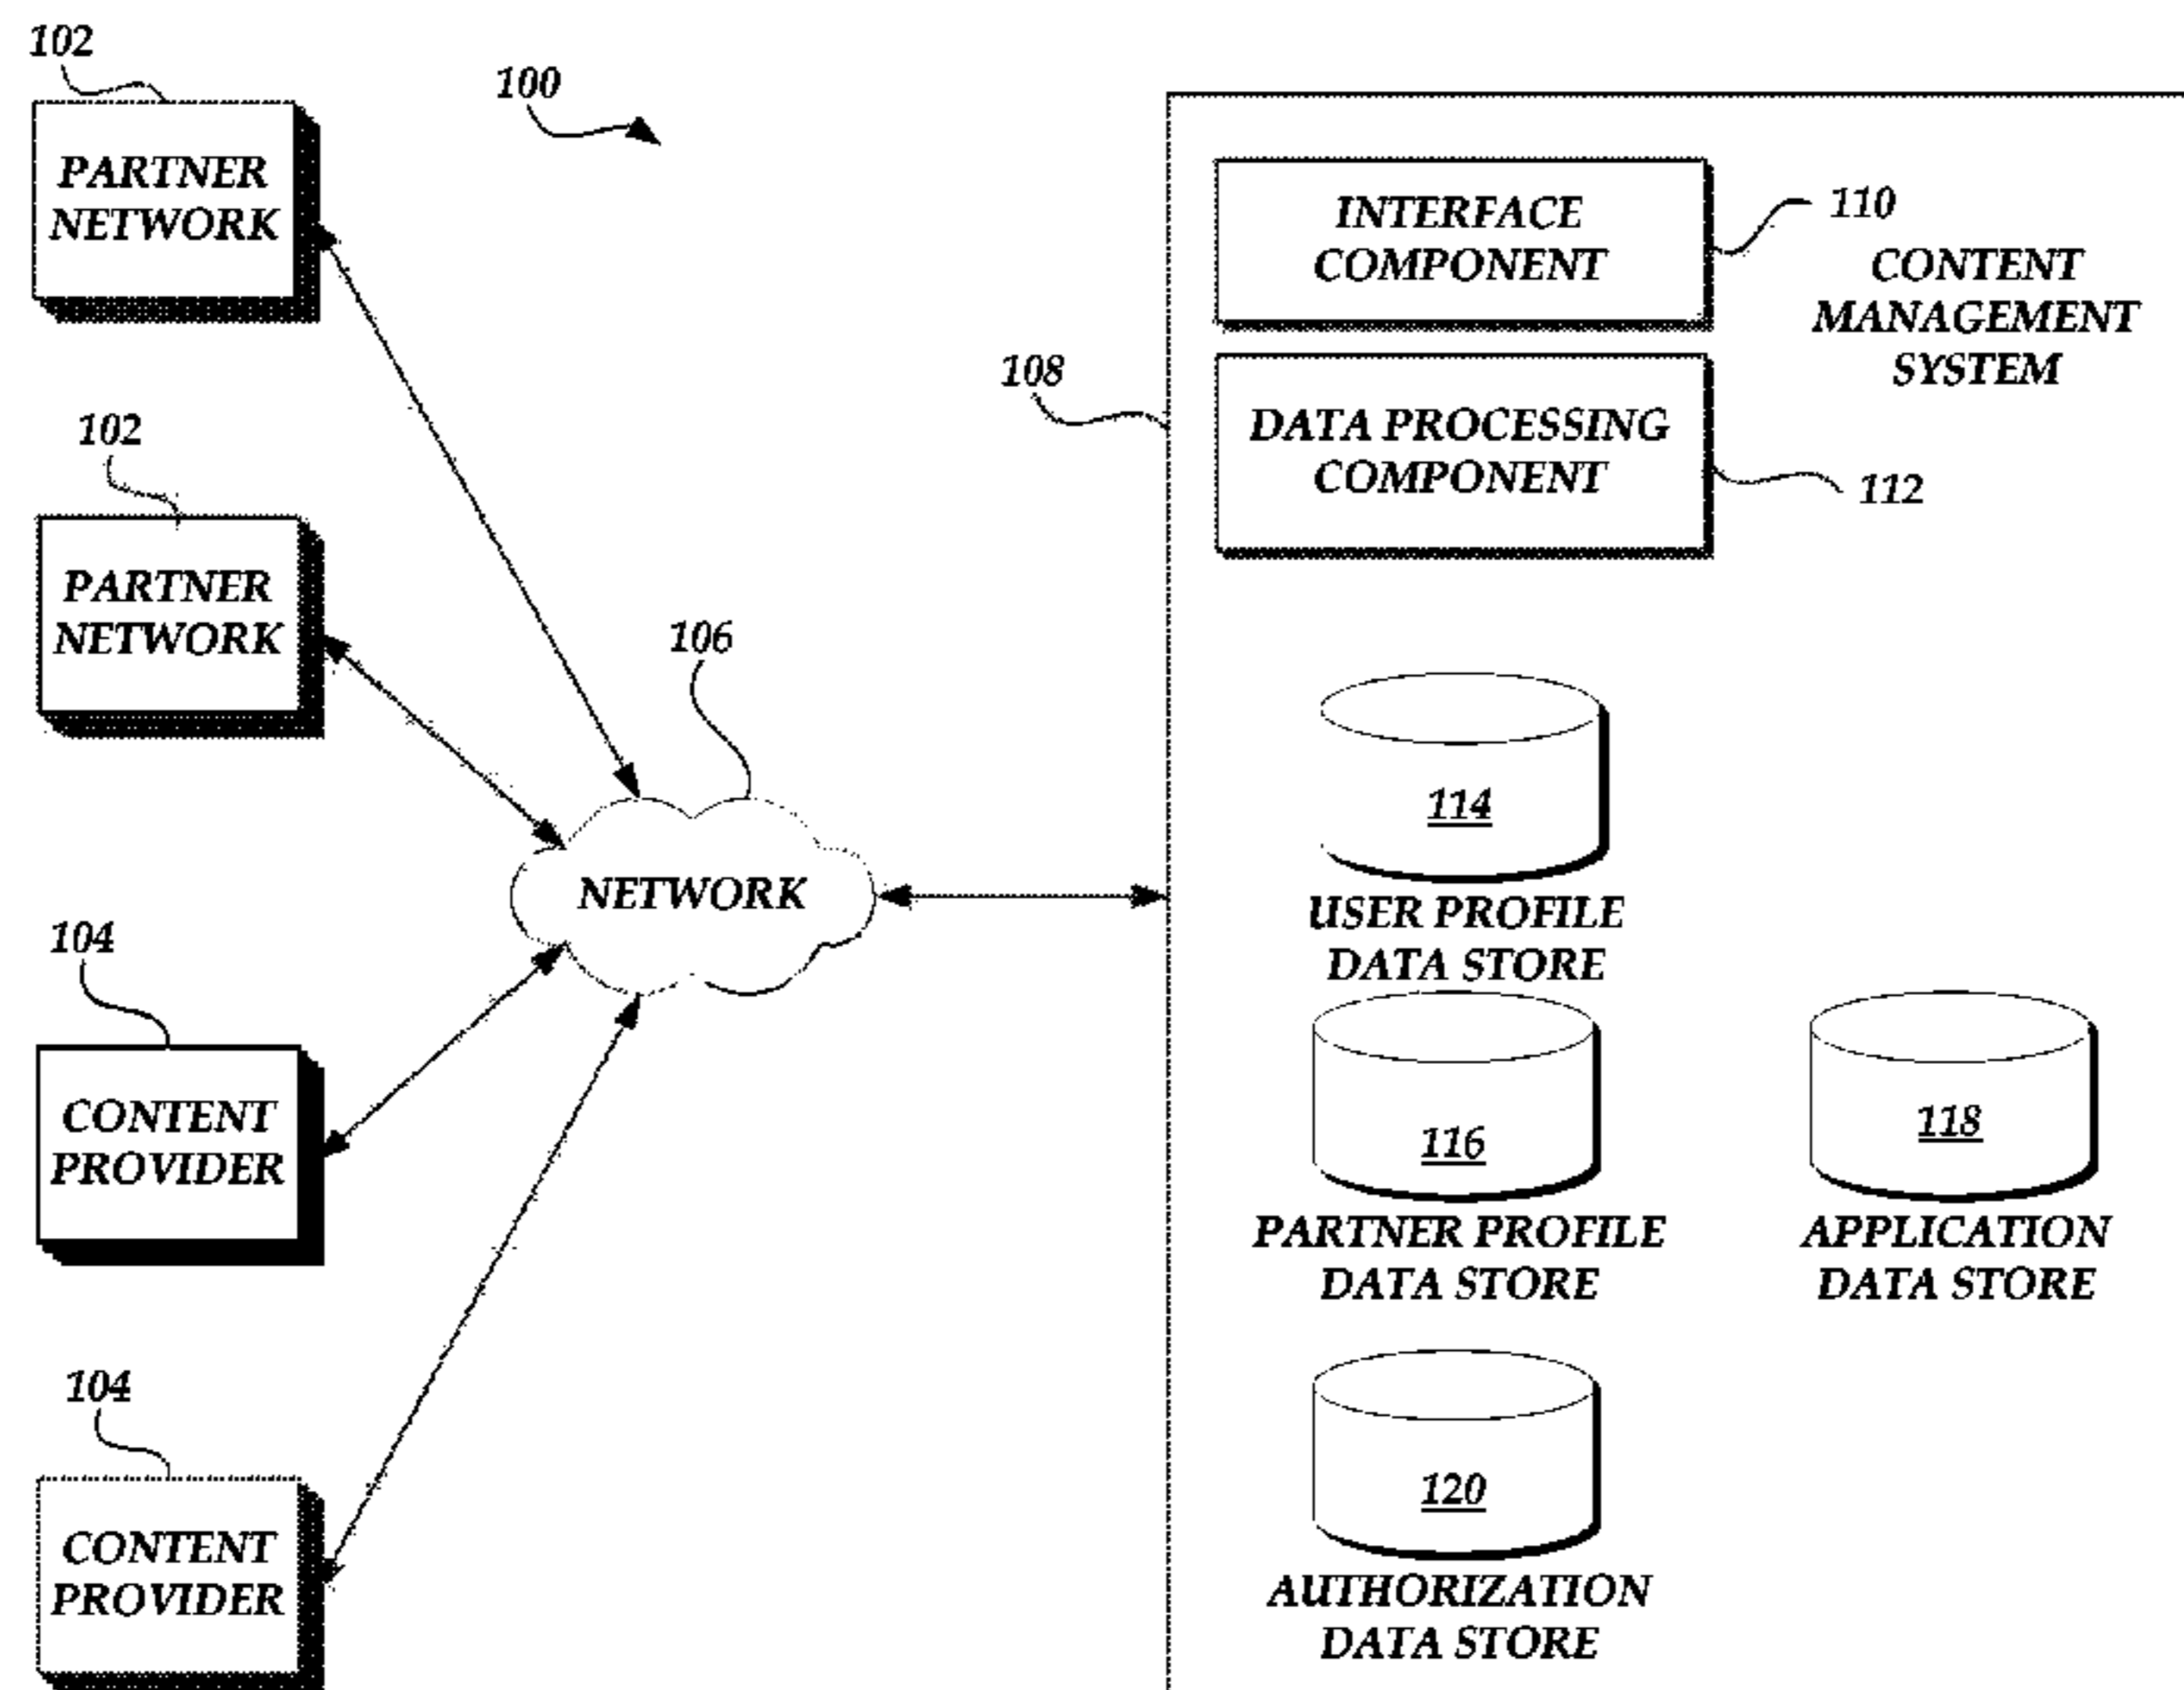 102
PARTNER
NETWORK
100
102
PARTNER
NETWORK
104
CONTENT
PROVIDER
104
CONTENT
PROVIDER
106
NETWORK
108
INTERFACE
COMPONENT
110
CONTENT
MANAGEMENT
SYSTEM
DATA PROCESSING
COMPONENT
112
114
USER PROFILE
DATA STORE
116
PARTNER PROFILE
DATA STORE
118
APPLICATION
DATA STORE
120
AUTHORIZATION
DATA STORE